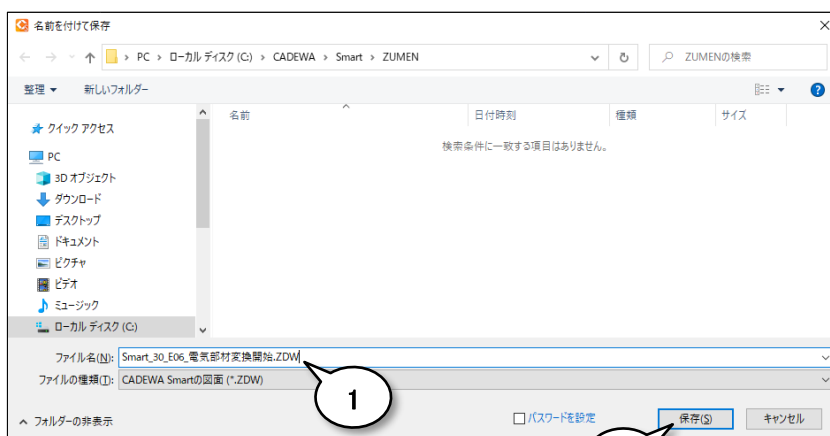 名前を付けて保存
PC > ローカル ディスク (C:) > CADEWA > Smart > ZUMEN
ZUMENの検索
整理 新しいフォルダー
名前 日付時刻 種類 サイズ
検索条件に一致する項目はありません。
クイック アクセス
PC
3D オブジェクト
ダウンロード
デスクトップ
ドキュメント
ピクチャ
ビデオ
ミュージック
ローカル ディスク (C:)
ファイル名(N): Smart_30_E06_電気部材変換開始.ZDW
ファイルの種類(T): CADEWA Smartの図面 (*.ZDW)
1
フォルダーの非表示 パスワードを設定 保存(S) キャンセル